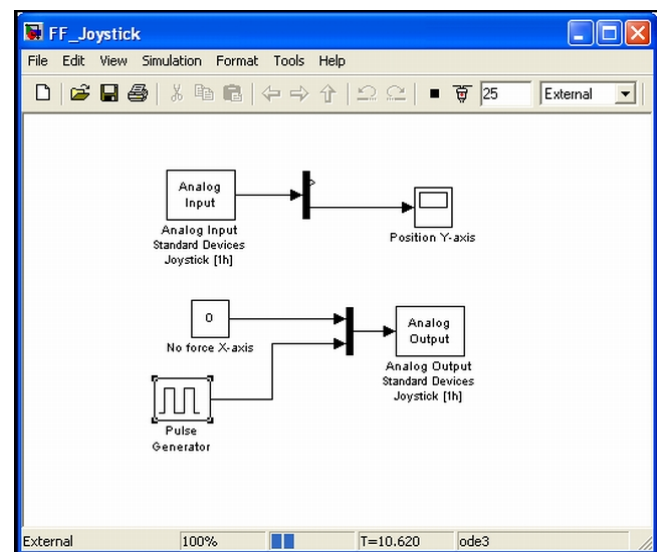 FF_Joystick
File Edit View Simulation Format Tools Help
25 External
Analog
Input
Analog Input
Standard Devices
Joystick [1h]
Position Y-axis
0
No force X-axis
Analog
Output
Analog Output
Standard Devices
Joystick [1h]
Pulse
Generator
External 100% T=10.620 ode3